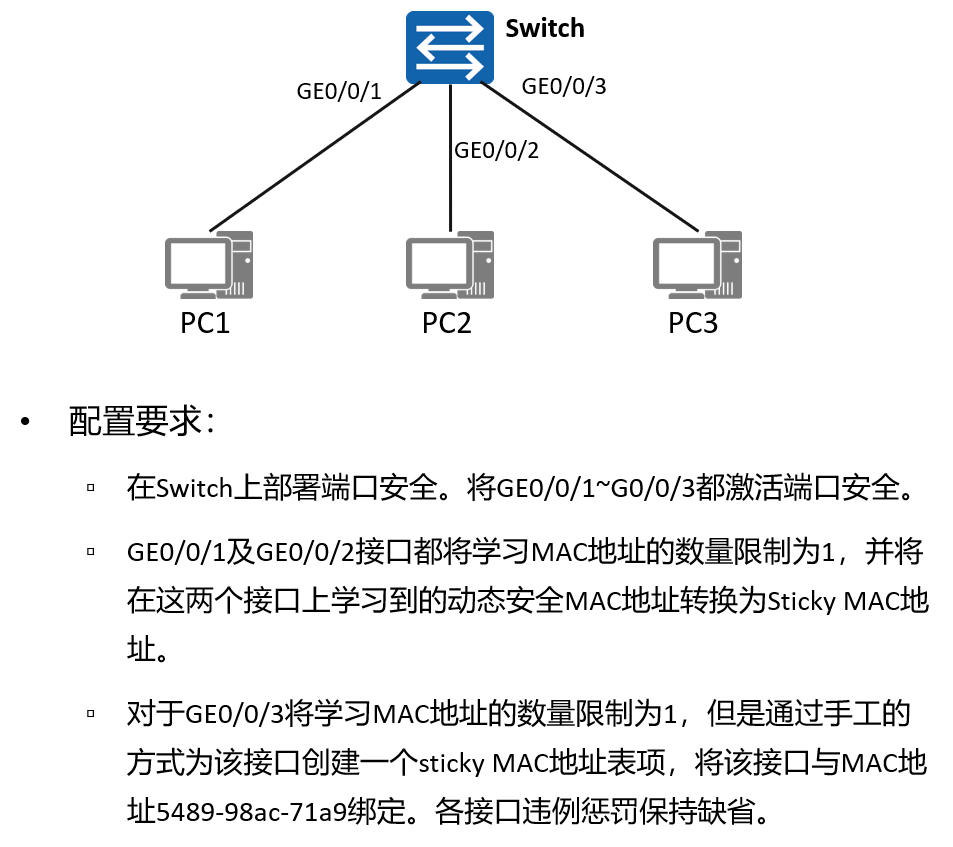 Switch
GE0/0/1
GE0/0/3
GE0/0/2
PC1
PC2
PC3
• 配置要求：
▫ 在Switch上部署端口安全。将GE0/0/1~G0/0/3都激活端口安全。
▫ GE0/0/1及GE0/0/2接口都将学习MAC地址的数量限制为1，并将
在这两个接口上学习到的动态安全MAC地址转换为Sticky MAC地
址。
▫ 对于GE0/0/3将学习MAC地址的数量限制为1，但是通过手工的
方式为该接口创建一个sticky MAC地址表项，将该接口与MAC地
址5489-98ac-71a9绑定。各接口违例惩罚保持缺省。